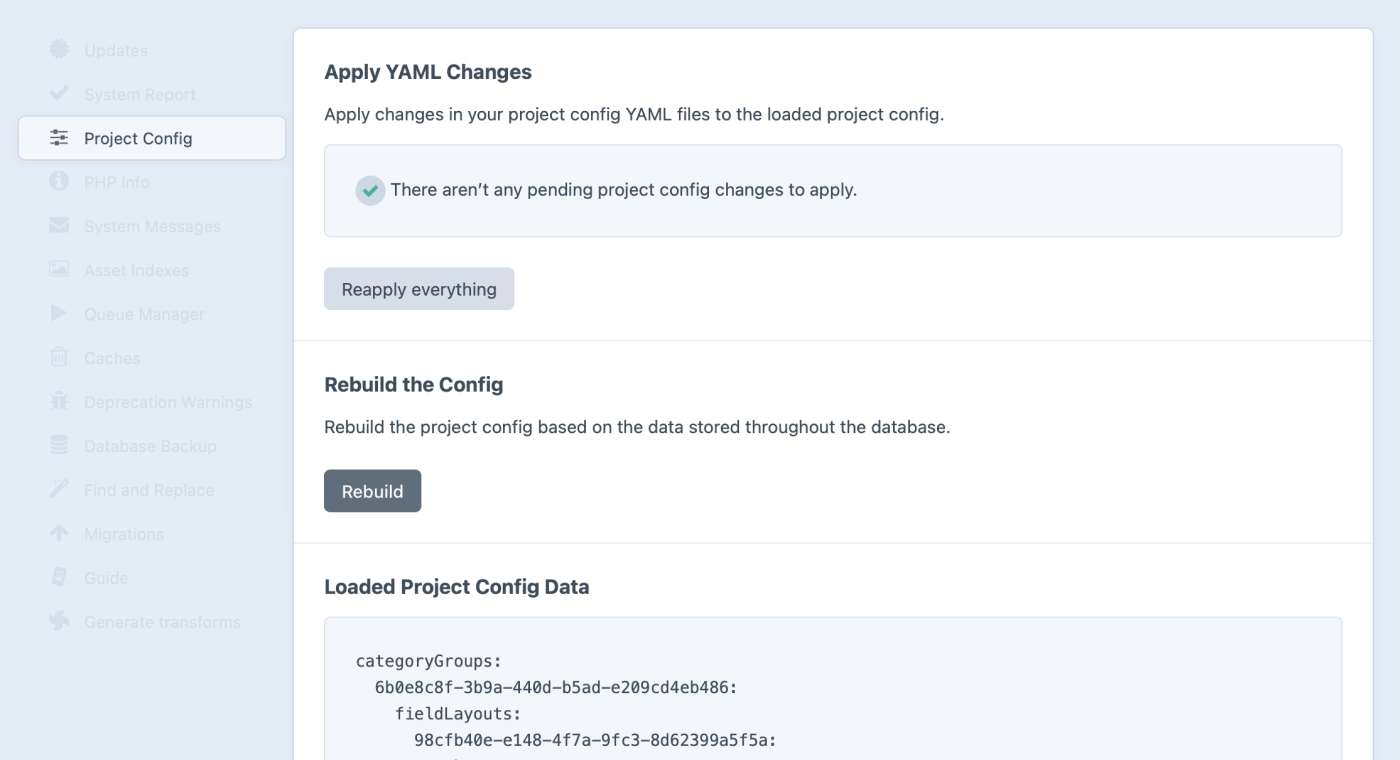 Updates
System Report
Project Config
PHP Info
System Messages
Asset Indexes
Queue Manager
Caches
Deprecation Warnings
Database Backup
Find and Replace
Migrations
Guide
Generate transforms
Apply YAML Changes
Apply changes in your project config YAML files to the loaded project config.
There aren’t any pending project config changes to apply.
Reapply everything
Rebuild the Config
Rebuild the project config based on the data stored throughout the database.
Rebuild
Loaded Project Config Data
categoryGroups:
  6b0e8c8f-3b9a-440d-b5ad-e209cd4eb486:
    fieldLayouts:
      98cfb40e-e148-4f7a-9fc3-8d62399a5f5a: